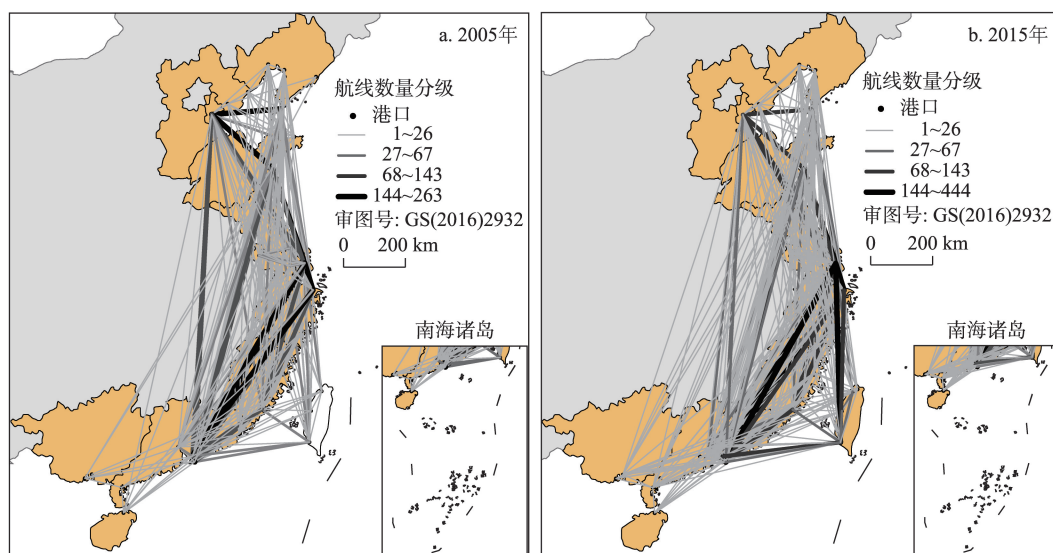 a. 2005年
航线数量分级
港口
1~26
27~67
68~143
144~263
审图号: GS(2016)2932
0 200 km
南海诸岛
b. 2015年
航线数量分级
港口
1~26
27~67
68~143
144~444
审图号: GS(2016)2932
0 200 km
南海诸岛